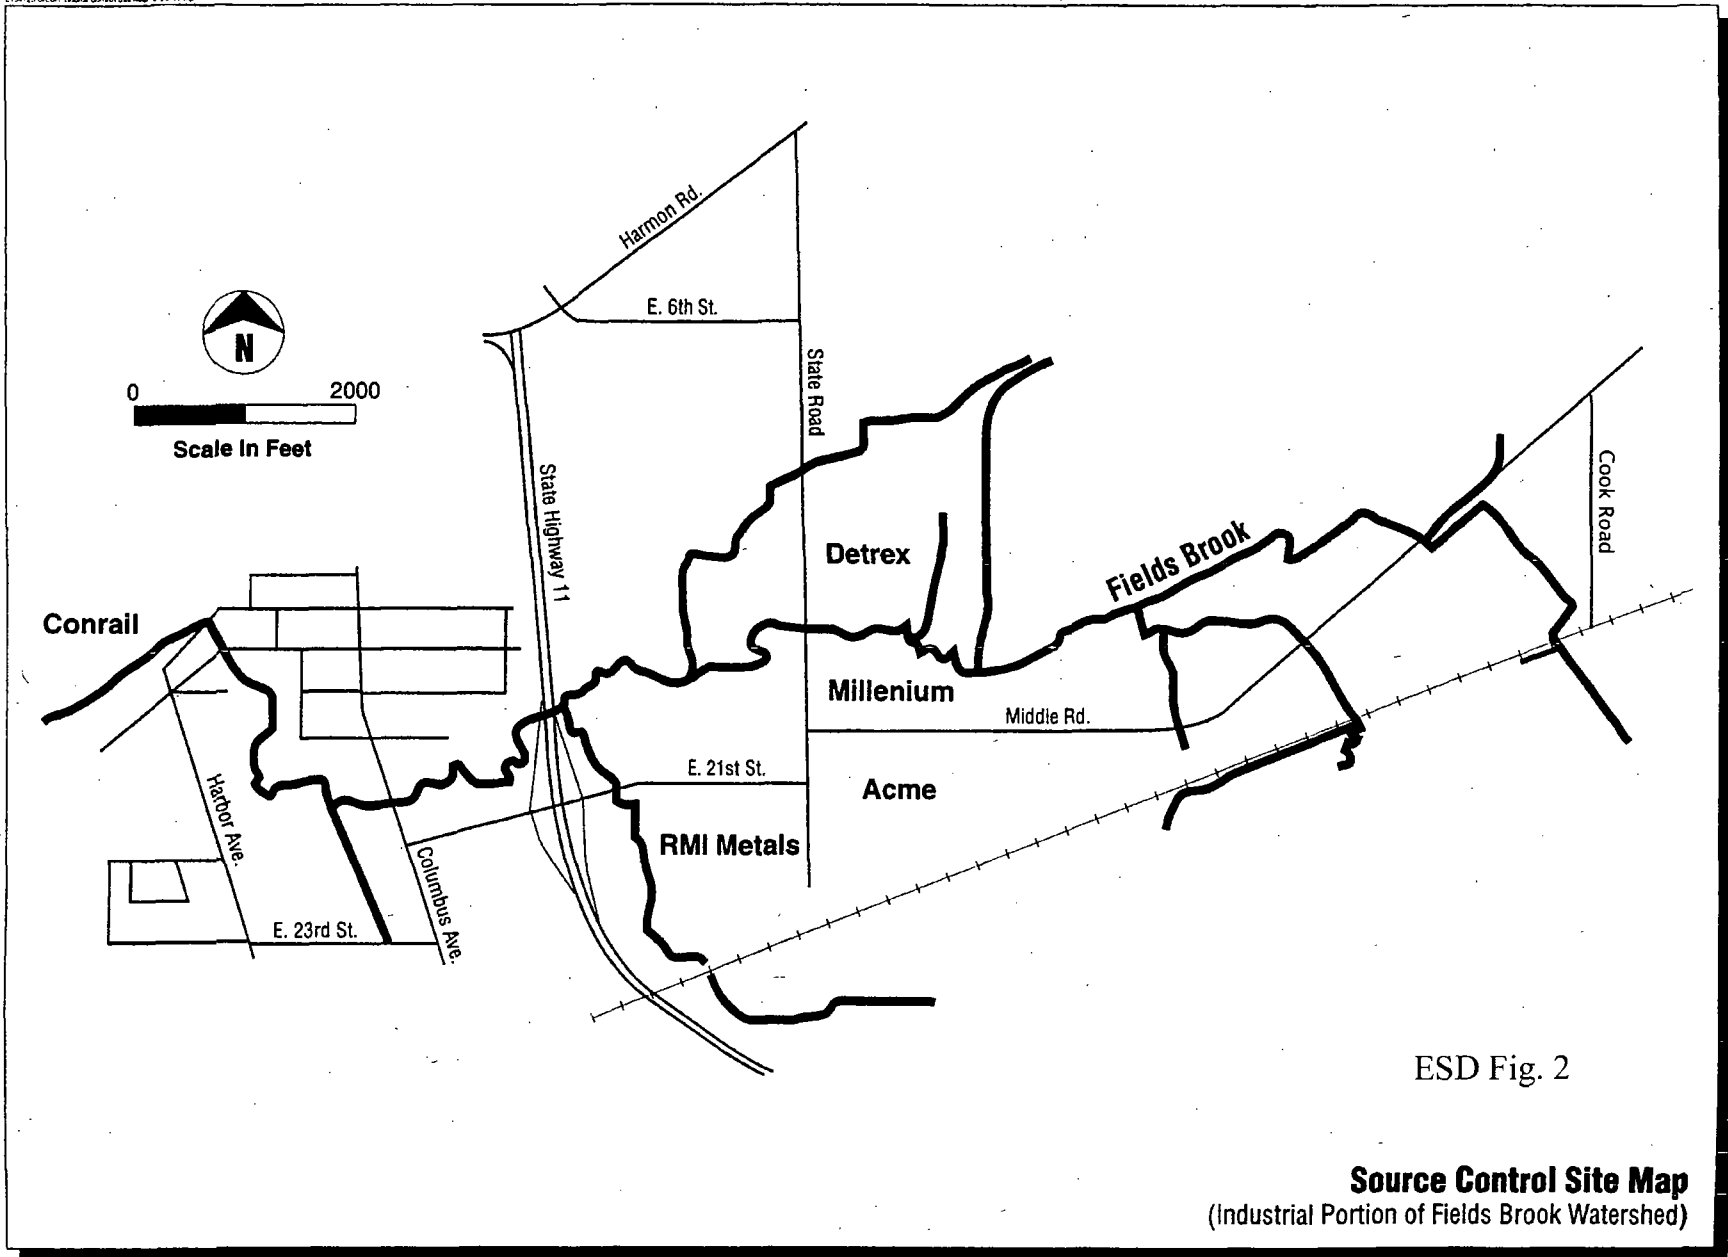 Harmon Rd.
E. 6th St.
N
0 2000
Scale In Feet
State Road
State Highway 11
Cook Road
Detrex
Fields Brook
Conrail
Millenium
Middle Rd.
E. 21st St.
Harbor Ave.
Acme
RMI Metals
Columbus Ave.
E. 23rd St.
ESD Fig. 2
Source Control Site Map
(Industrial Portion of Fields Brook Watershed)